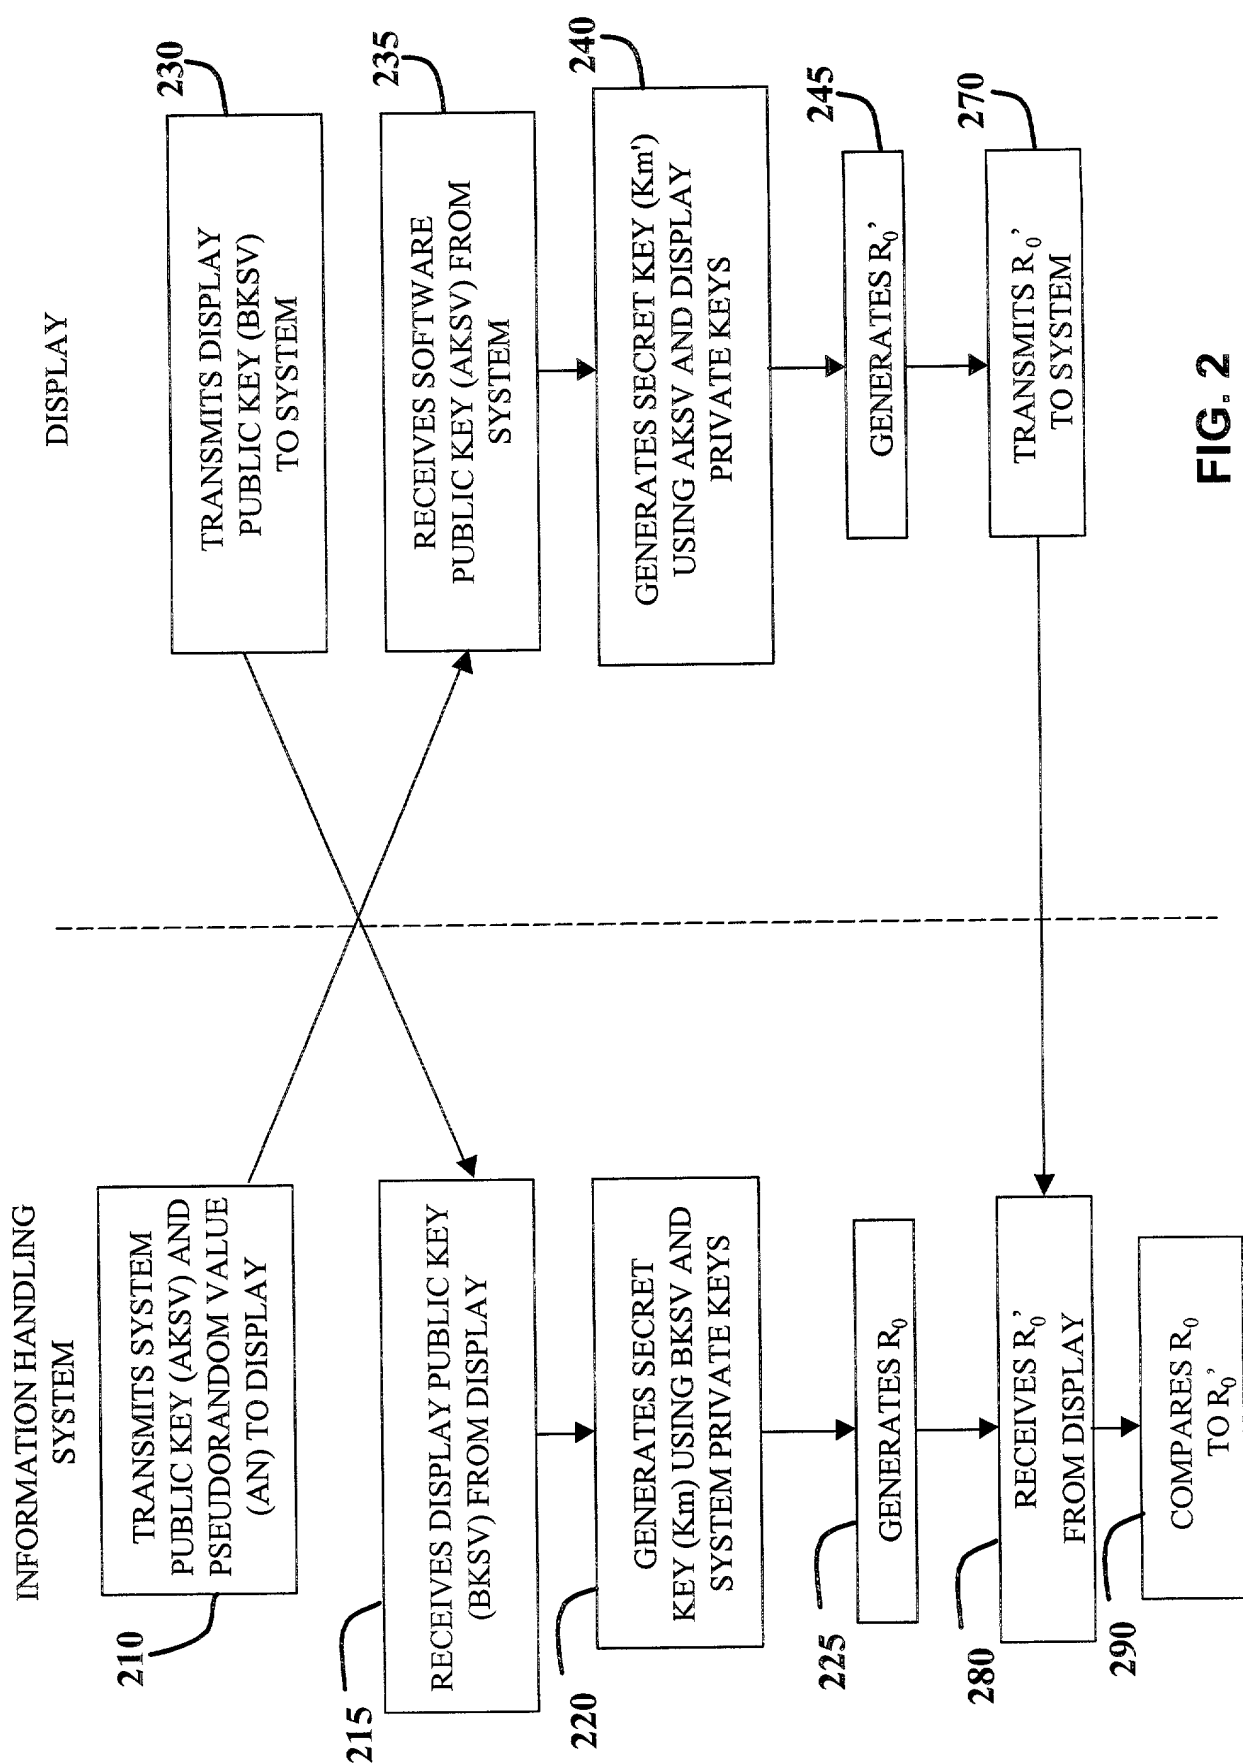 INFORMATION HANDLING
SYSTEM
DISPLAY
210
TRANSMITS SYSTEM
PUBLIC KEY (AKSV) AND
PSEUDORANDOM VALUE
(AN) TO DISPLAY
230
TRANSMITS DISPLAY
PUBLIC KEY (BKSV)
TO SYSTEM
215
RECEIVES DISPLAY PUBLIC KEY
(BKSV) FROM DISPLAY
235
RECEIVES SOFTWARE
PUBLIC KEY (AKSV) FROM
SYSTEM
220
GENERATES SECRET
KEY (Km) USING BKSV AND
SYSTEM PRIVATE KEYS
240
GENERATES SECRET KEY (Km')
USING AKSV AND DISPLAY
PRIVATE KEYS
225
GENERATES R₀
245
GENERATES R₀’
280
RECEIVES R₀’
FROM DISPLAY
270
TRANSMITS R₀’
TO SYSTEM
290
COMPARES R₀
TO R₀’
FIG. 2